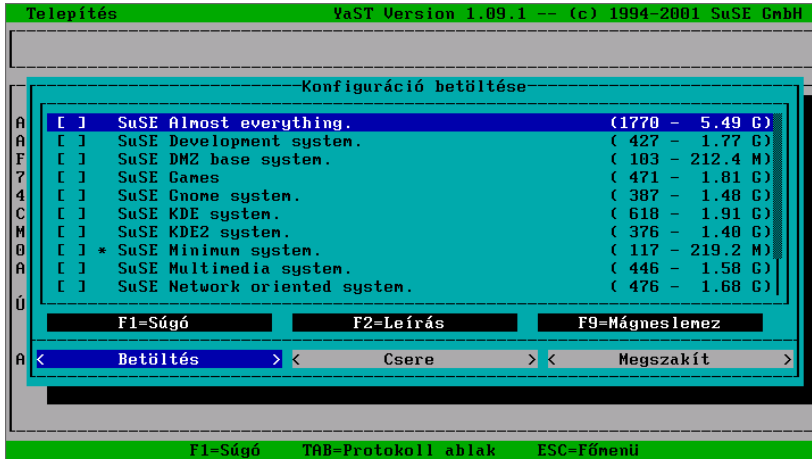 Telepítés YaST Version 1.09.1 -- (c) 1994-2001 SuSE GmbH
Konfiguráció betöltése
A [ ] SuSE Almost everything. (1770 - 5.49 G)
A [ ] SuSE Development system. ( 427 - 1.77 G)
F [ ] SuSE DMZ base system. ( 103 - 212.4 M)
7 [ ] SuSE Games ( 471 - 1.81 G)
4 [ ] SuSE Gnome system. ( 387 - 1.48 G)
C [ ] SuSE KDE system. ( 618 - 1.91 G)
M [ ] SuSE KDE2 system. ( 376 - 1.40 G)
0 [ ] * SuSE Minimum system. ( 117 - 219.2 M)
A [ ] SuSE Multimedia system. ( 446 - 1.58 G)
[ ] SuSE Network oriented system. ( 476 - 1.68 G)
Ú
F1=Súgó F2=Leírás F9=Mágneslemez
A < Betöltés > < Csere > < Megszakít >
F1=Súgó TAB=Protokoll ablak ESC=Főmenü